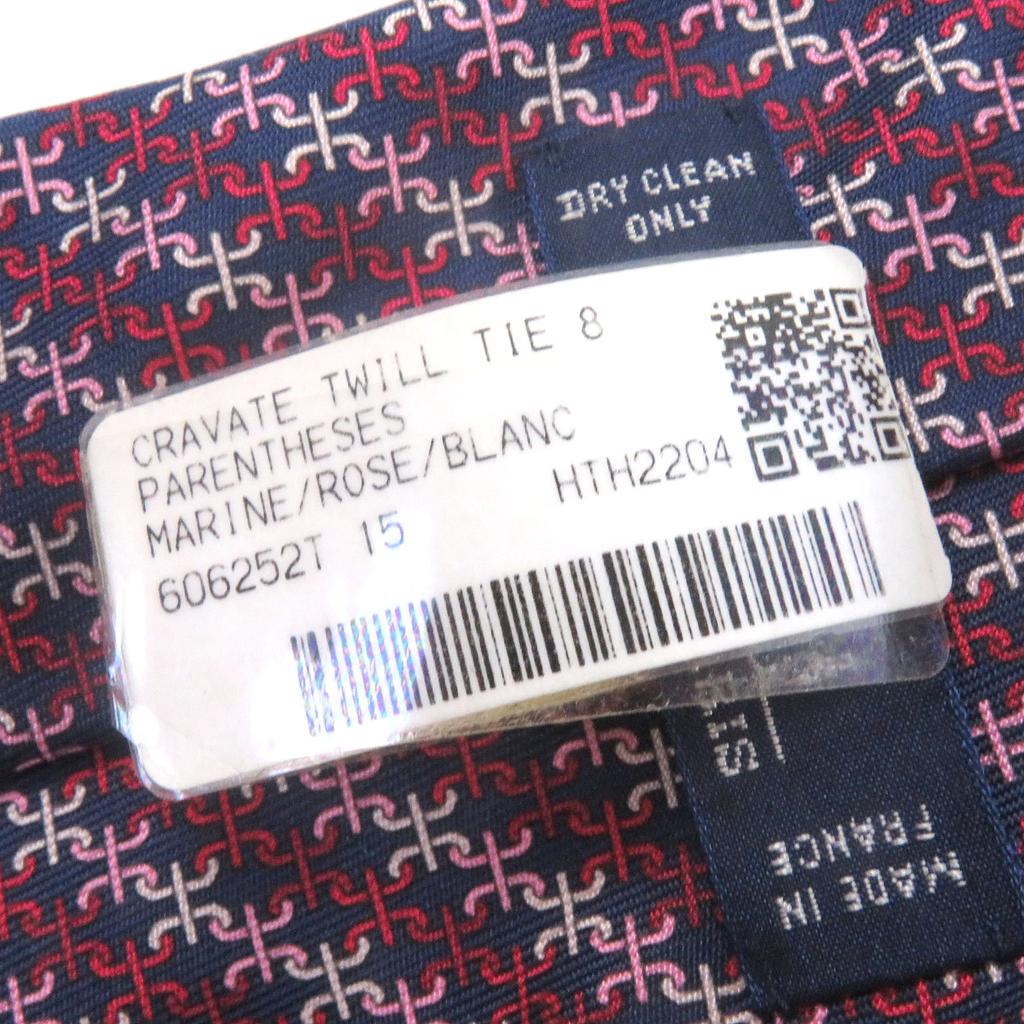 DRY CLEAN
ONLY
CRAVATE TWILL TIE 8
PARENTHESES
MARINE/ROSE/BLANC
606252T 15 HTH2204
MADE IN
FRANCE